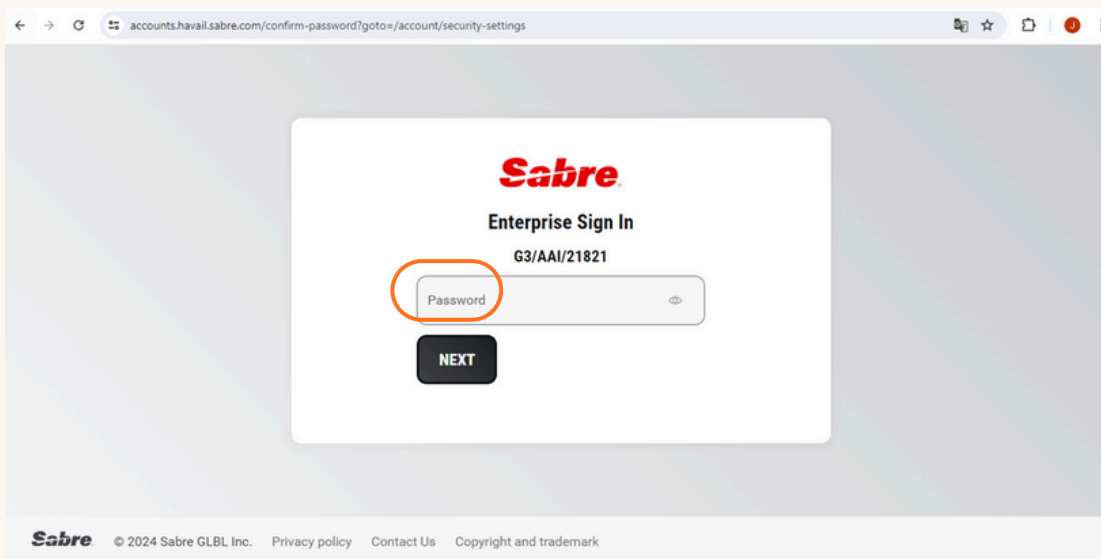 accounts.havail.sabre.com/confirm-password?goto=/account/security-settings
J
Sabre
Enterprise Sign In
G3/AAI/21821
Password
NEXT
Sabre © 2024 Sabre GLBL Inc. Privacy policy Contact Us Copyright and trademark